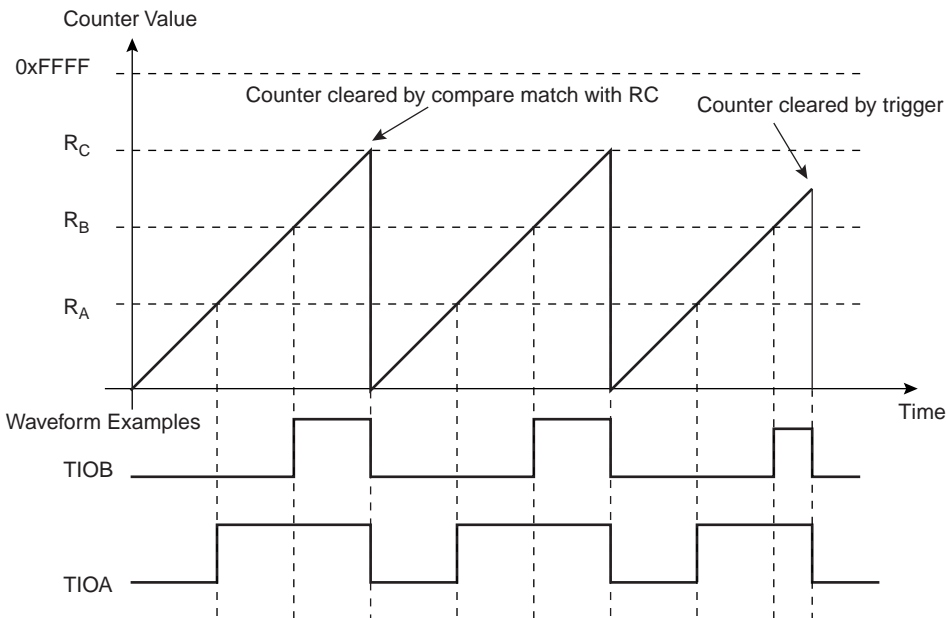 Counter Value
0xFFFF
Counter cleared by compare match with RC
Counter cleared by trigger
RC
RB
RA
Time
Waveform Examples
TIOB
TIOA